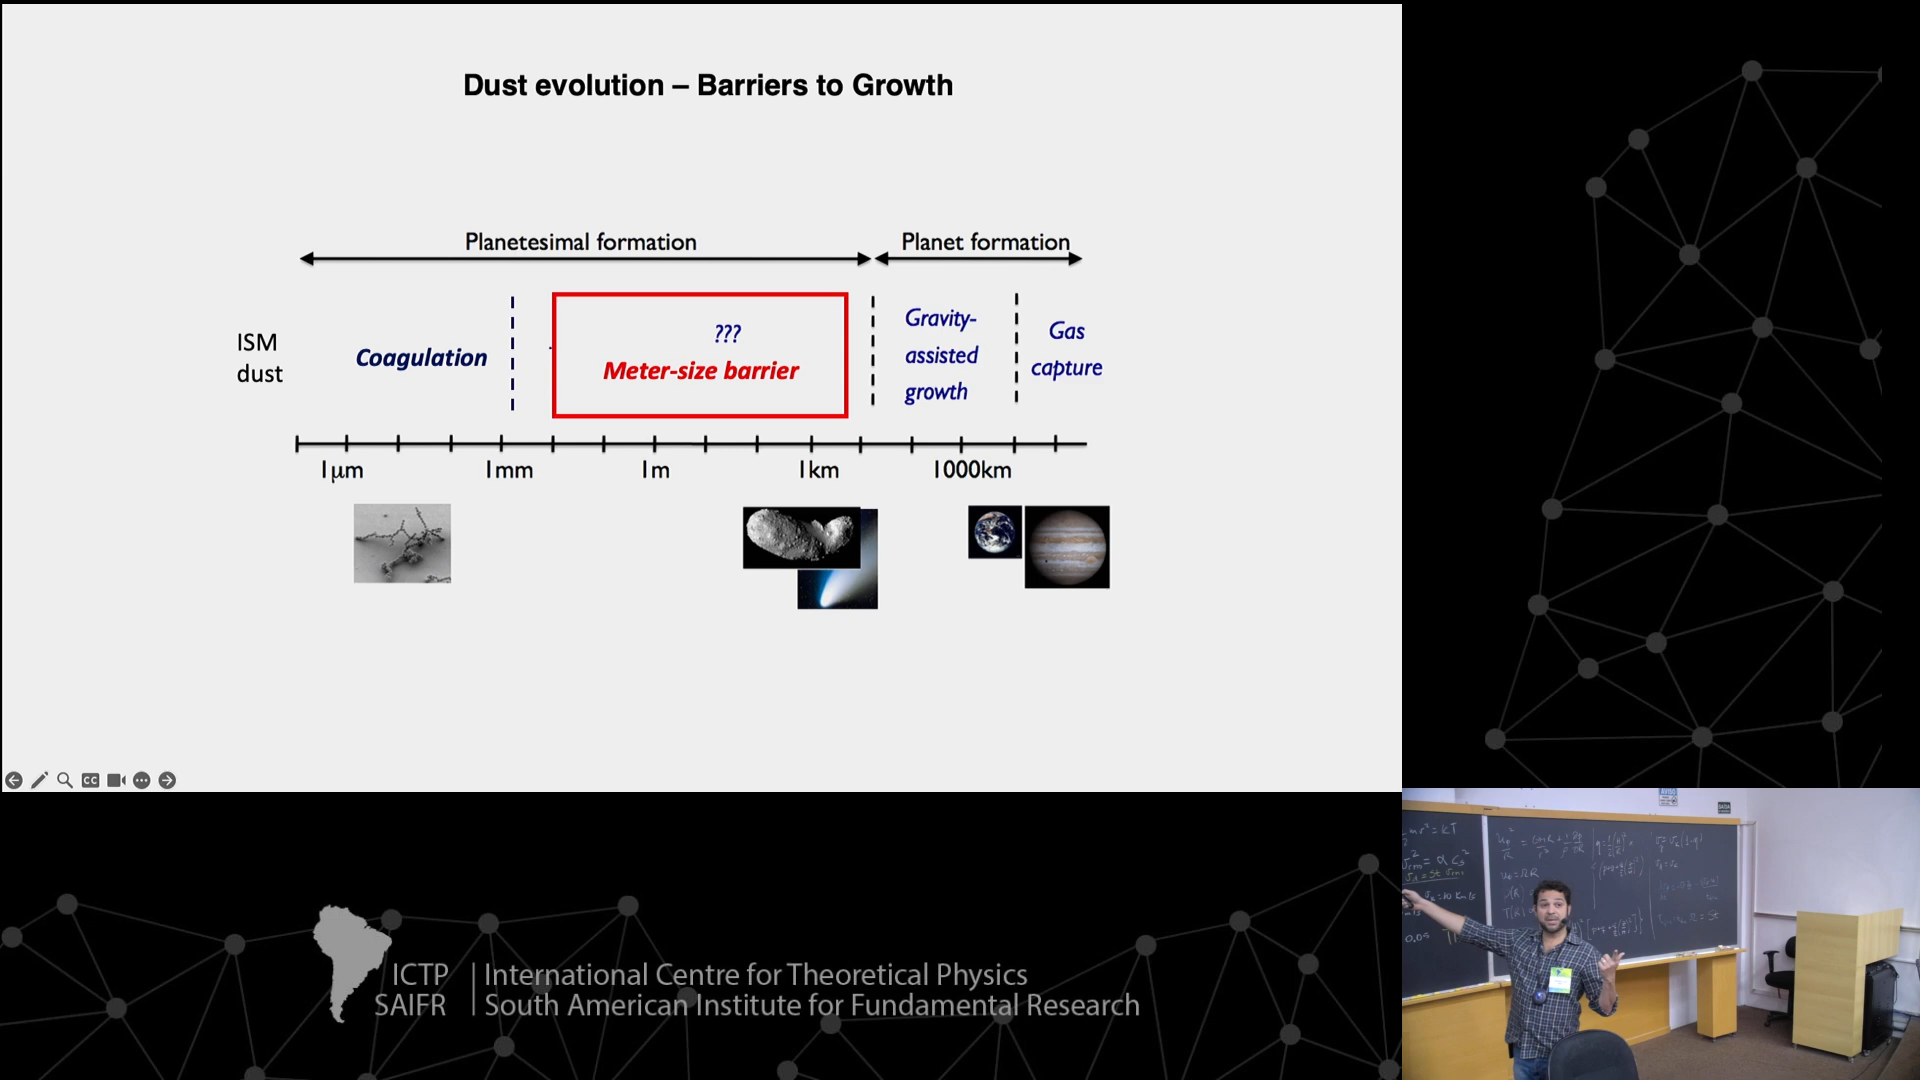 Dust evolution – Barriers to Growth
Planetesimal formation
Planet formation
ISM
dust
Coagulation
???
Meter-size barrier
Gravity-
assisted
growth
Gas
capture
1μm
1mm
1m
1km
1000km
CC
ICTP
SAIFR
International Centre for Theoretical Physics
South American Institute for Fundamental Research